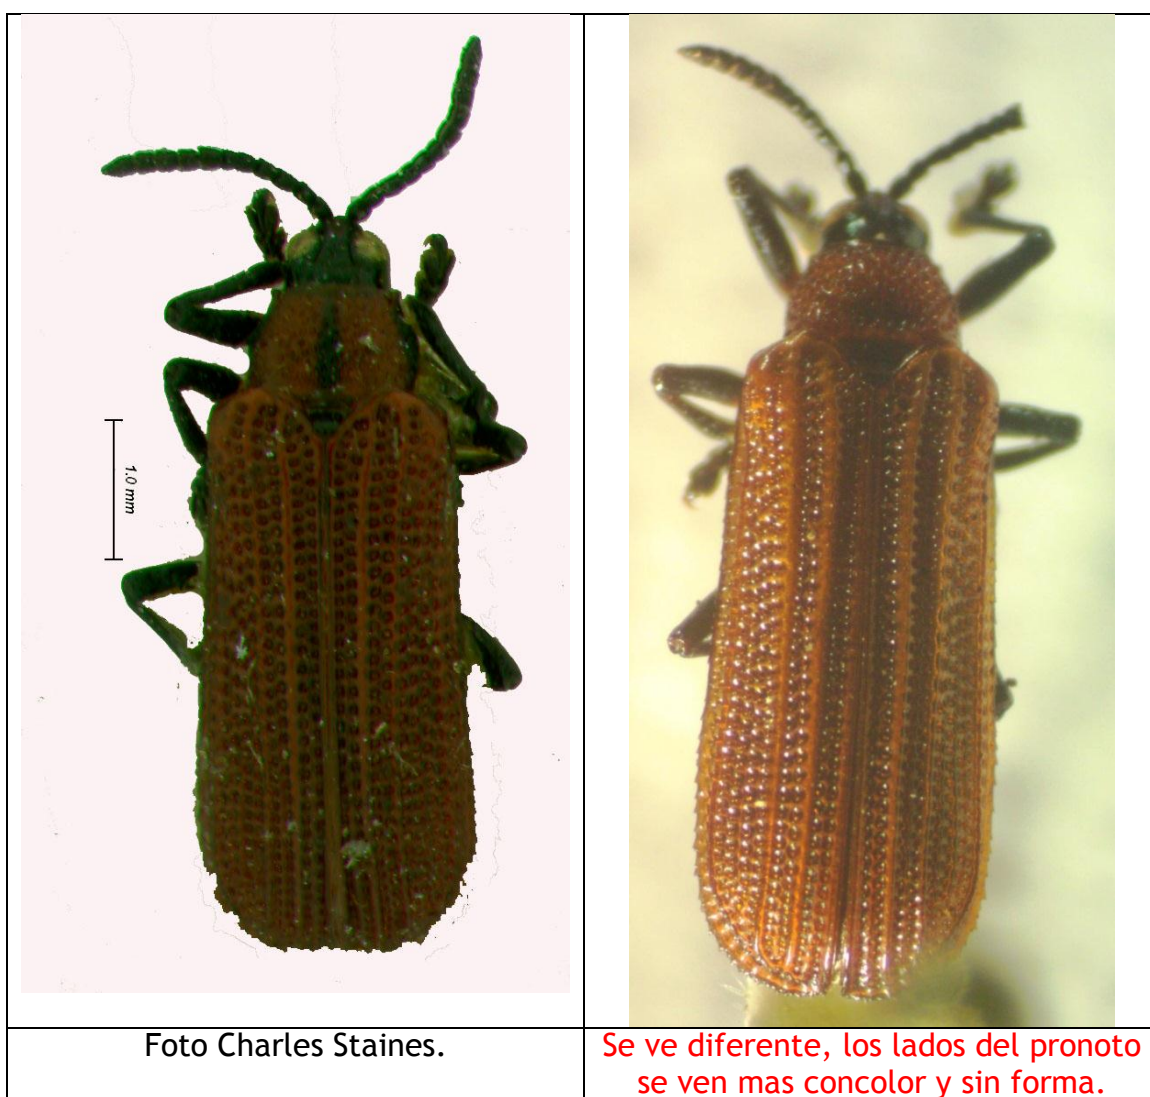 1.0 mm
Foto Charles Staines.
Se ve diferente, los lados del pronoto
se ven mas concolor y sin forma.